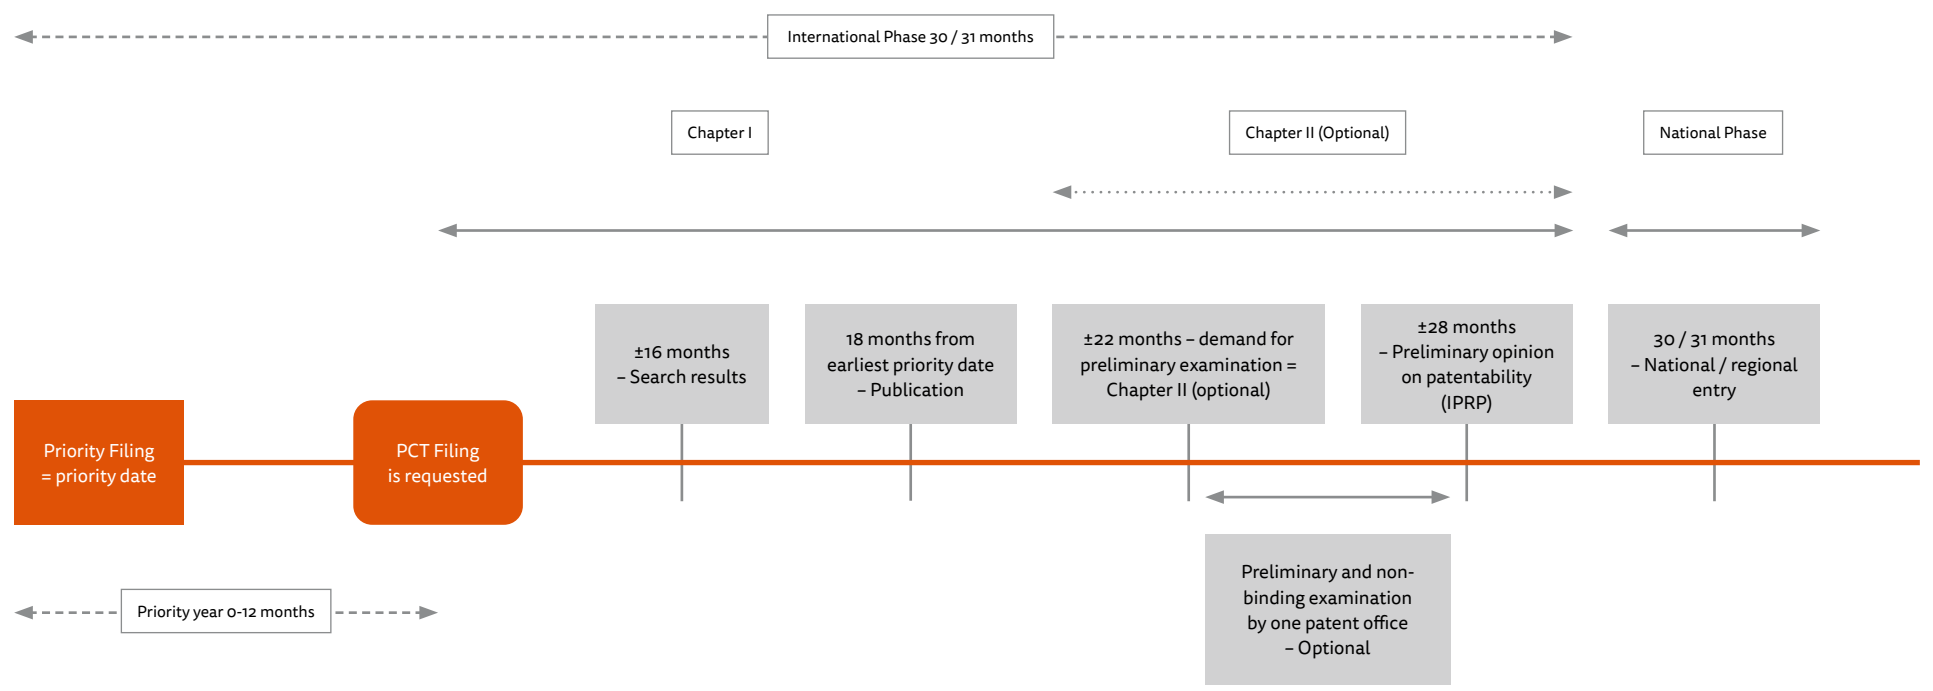 International Phase 30 / 31 months
Chapter I
Chapter II (Optional)
National Phase
±16 months
– Search results
18 months from
earliest priority date
– Publication
±22 months – demand for
preliminary examination =
Chapter II (optional)
±28 months
– Preliminary opinion
on patentability
(IPRP)
30 / 31 months
– National / regional
entry
Priority Filing
= priority date
PCT Filing
is requested
Preliminary and non-
binding examination
by one patent office
– Optional
Priority year 0-12 months